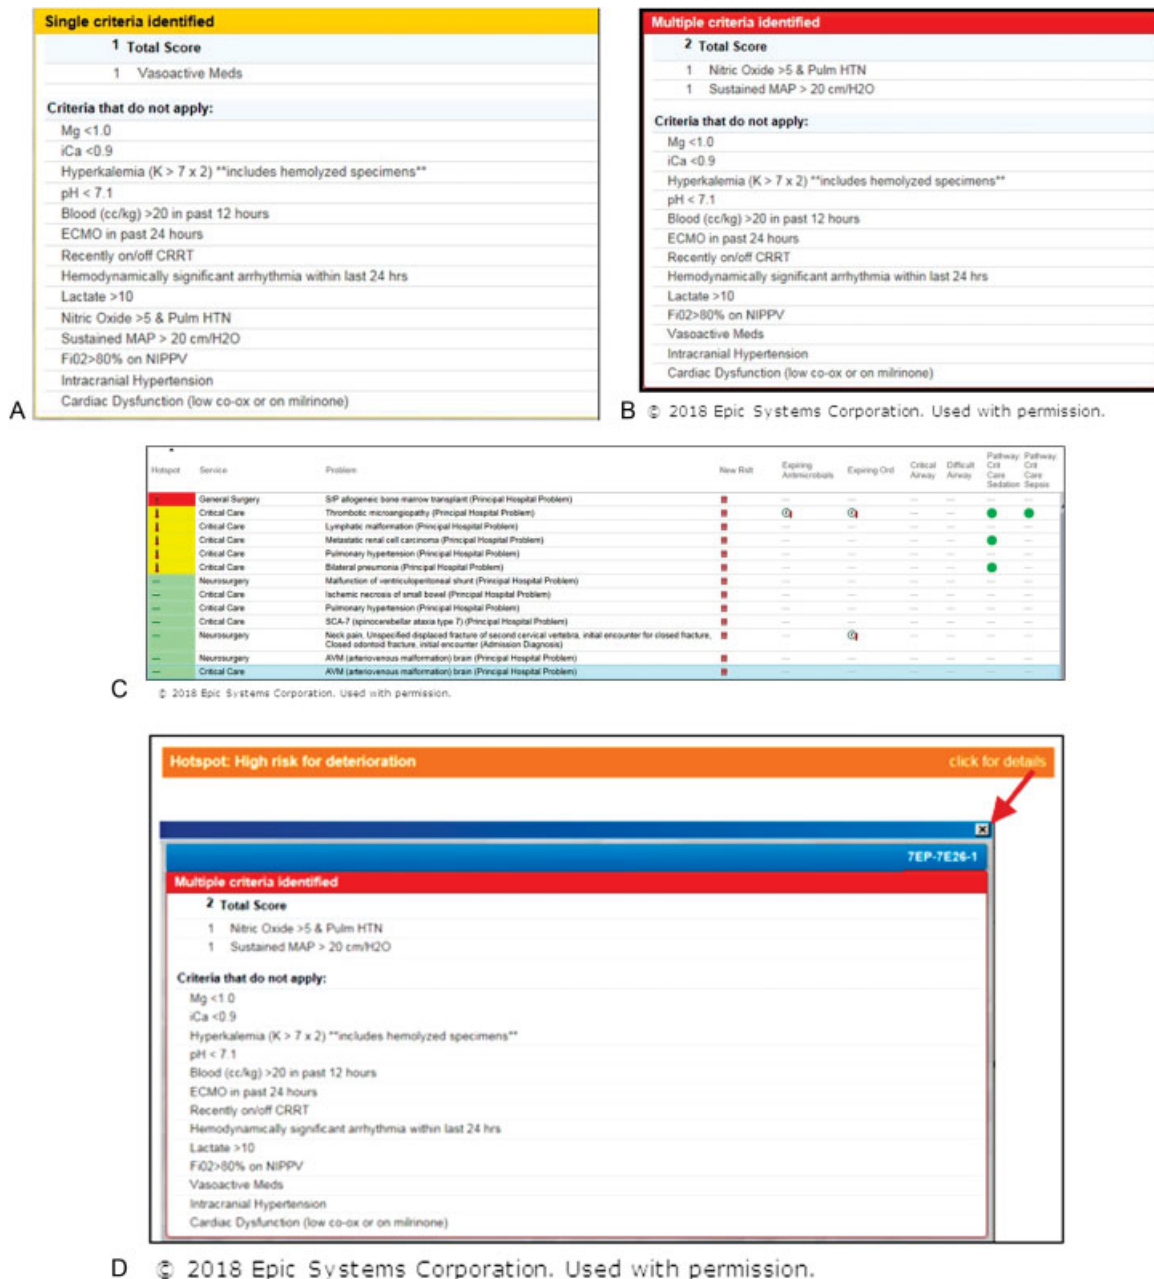 Single criteria identified
1 Total Score
1 Vasoactive Meds
Criteria that do not apply:
Mg <1.0
iCa <0.9
Hyperkalemia (K > 7 x 2) **includes hemolyzed specimens**
pH < 7.1
Blood (cc/kg) >20 in past 12 hours
ECMO in past 24 hours
Recently on/off CRRT
Hemodynamically significant arrhythmia within last 24 hrs
Lactate >10
Nitric Oxide >5 & Pulm HTN
Sustained MAP > 20 cm/H2O
Fi02>80% on NIPPV
Intracranial Hypertension
Cardiac Dysfunction (low co-ox or on milrinone)
A
Multiple criteria identified
2 Total Score
1 Nitric Oxide >5 & Pulm HTN
1 Sustained MAP > 20 cm/H2O
Criteria that do not apply:
Mg <1.0
iCa <0.9
Hyperkalemia (K > 7 x 2) **includes hemolyzed specimens**
pH < 7.1
Blood (cc/kg) >20 in past 12 hours
ECMO in past 24 hours
Recently on/off CRRT
Hemodynamically significant arrhythmia within last 24 hrs
Lactate >10
Fi02>80% on NIPPV
Vasoactive Meds
Intracranial Hypertension
Cardiac Dysfunction (low co-ox or on milrinone)
B © 2018 Epic Systems Corporation. Used with permission.
Hotspot Service Problem New Rslt Expiring Antimicrobials Expiring Ord Critical Airway Difficult Airway Pathway: Crit Care Sedation Pathway: Crit Care Sepsis
General Surgery S/P allogeneic bone marrow transplant (Principal Hospital Problem)
Critical Care Thrombotic microangiopathy (Principal Hospital Problem)
Critical Care Lymphatic malformation (Principal Hospital Problem)
Critical Care Metastatic renal cell carcinoma (Principal Hospital Problem)
Critical Care Pulmonary hypertension (Principal Hospital Problem)
Critical Care Bilateral pneumonia (Principal Hospital Problem)
Neurosurgery Malfunction of ventriculoperitoneal shunt (Principal Hospital Problem)
Critical Care Ischemic necrosis of small bowel (Principal Hospital Problem)
Critical Care Pulmonary hypertension (Principal Hospital Problem)
Critical Care SCA-7 (spinocerebellar ataxia type 7) (Principal Hospital Problem)
Neurosurgery Neck pain, Unspecified displaced fracture of second cervical vertebra, initial encounter for closed fracture,
Closed odontoid fracture, initial encounter (Admission Diagnosis)
Neurosurgery AVM (arteriovenous malformation) brain (Principal Hospital Problem)
Critical Care AVM (arteriovenous malformation) brain (Principal Hospital Problem)
C © 2018 Epic Systems Corporation. Used with permission.
Hotspot: High risk for deterioration click for details
7EP-7E26-1
Multiple criteria identified
2 Total Score
1 Nitric Oxide >5 & Pulm HTN
1 Sustained MAP > 20 cm/H2O
Criteria that do not apply:
Mg <1.0
iCa <0.9
Hyperkalemia (K > 7 x 2) **includes hemolyzed specimens**
pH < 7.1
Blood (cc/kg) >20 in past 12 hours
ECMO in past 24 hours
Recently on/off CRRT
Hemodynamically significant arrhythmia within last 24 hrs
Lactate >10
Fi02>80% on NIPPV
Vasoactive Meds
Intracranial Hypertension
Cardiac Dysfunction (low co-ox or on milrinone)
D © 2018 Epic Systems Corporation. Used with permission.